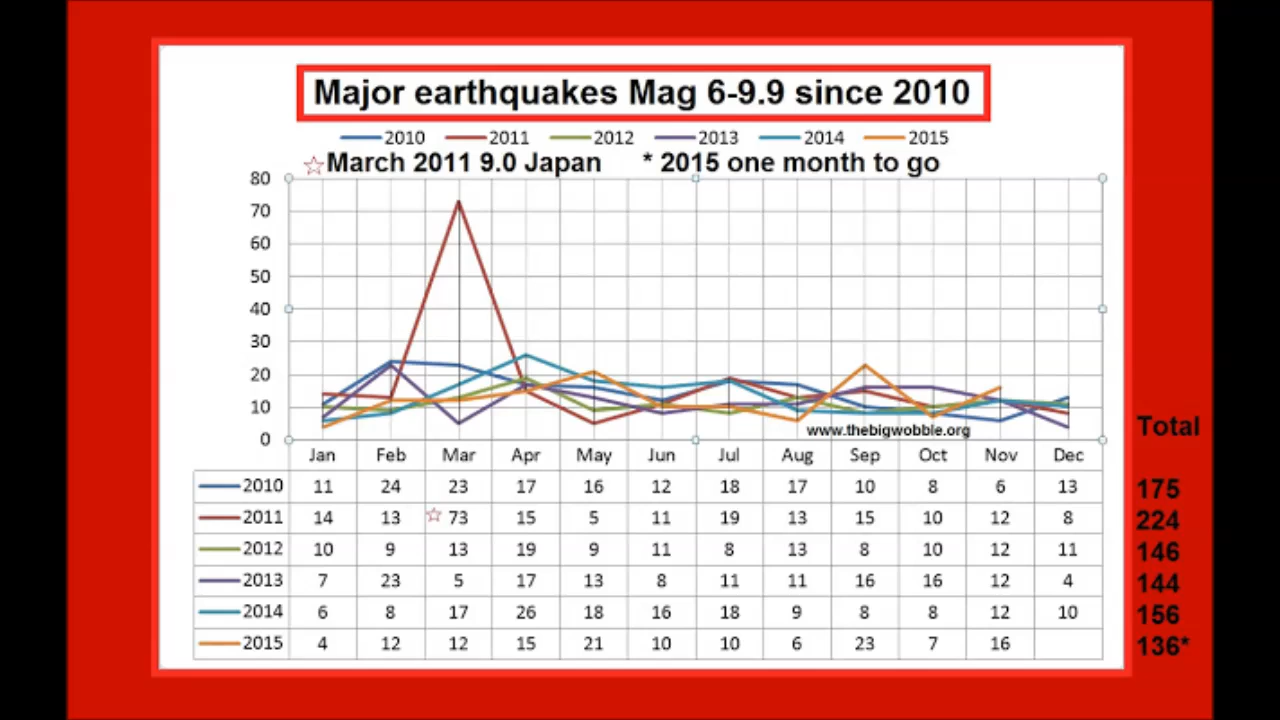 Major earthquakes Mag 6-9.9 since 2010
2010 2011 2012 2013 2014 2015
☆March 2011 9.0 Japan * 2015 one month to go
80
70
60
50
40
30
20
10
0
www.thebigwobble.org
Jan Feb Mar Apr May Jun Jul Aug Sep Oct Nov Dec Total
2010 11 24 23 17 16 12 18 17 10 8 6 13 175
2011 14 13 ☆ 73 15 5 11 19 13 15 10 12 8 224
2012 10 9 13 19 9 11 8 13 8 10 12 11 146
2013 7 23 5 17 13 8 11 11 16 16 12 4 144
2014 6 8 17 26 18 16 18 9 8 8 12 10 156
2015 4 12 12 15 21 10 10 6 23 7 16 136*